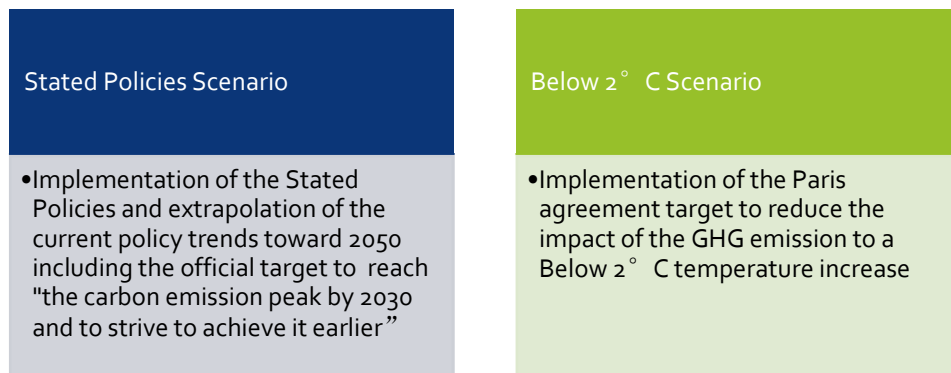 Stated Policies Scenario
•Implementation of the Stated
Policies and extrapolation of the
current policy trends toward 2050
including the official target to  reach
"the carbon emission peak by 2030
and to strive to achieve it earlier”
Below 2° C Scenario
•Implementation of the Paris
agreement target to reduce the
impact of the GHG emission to a
Below 2° C temperature increase